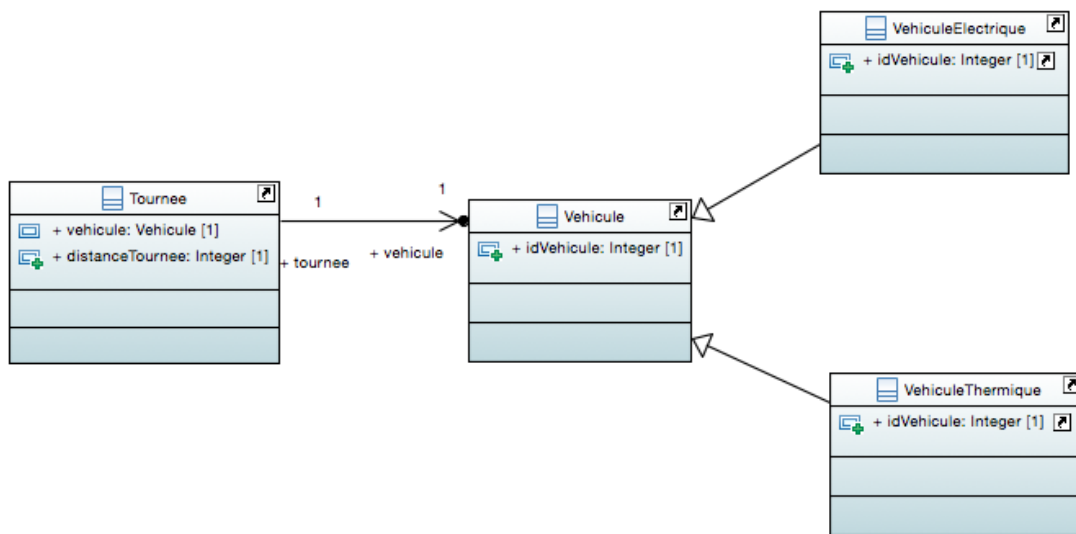 VehiculeElectrique
+ idVehicule: Integer [1]
Tournee
+ vehicule: Vehicule [1]
+ distanceTournee: Integer [1]
1
1
+ tournee
+ vehicule
Vehicule
+ idVehicule: Integer [1]
VehiculeThermique
+ idVehicule: Integer [1]